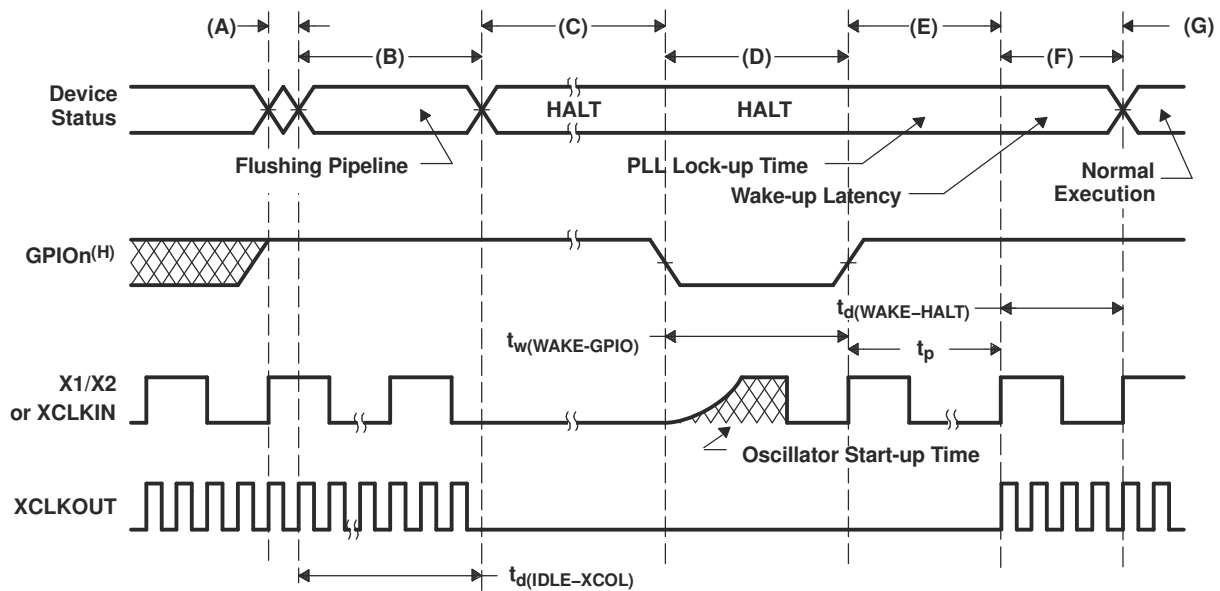 (A)
(B)
(C)
(D)
(E)
(F)
(G)
Device
Status
HALT
HALT
Flushing Pipeline
PLL Lock-up Time
Wake-up Latency
Normal
Execution
GPIOn(H)
td(WAKE–HALT)
tw(WAKE-GPIO)
tp
X1/X2
or XCLKIN
Oscillator Start-up Time
XCLKOUT
td(IDLE–XCOL)